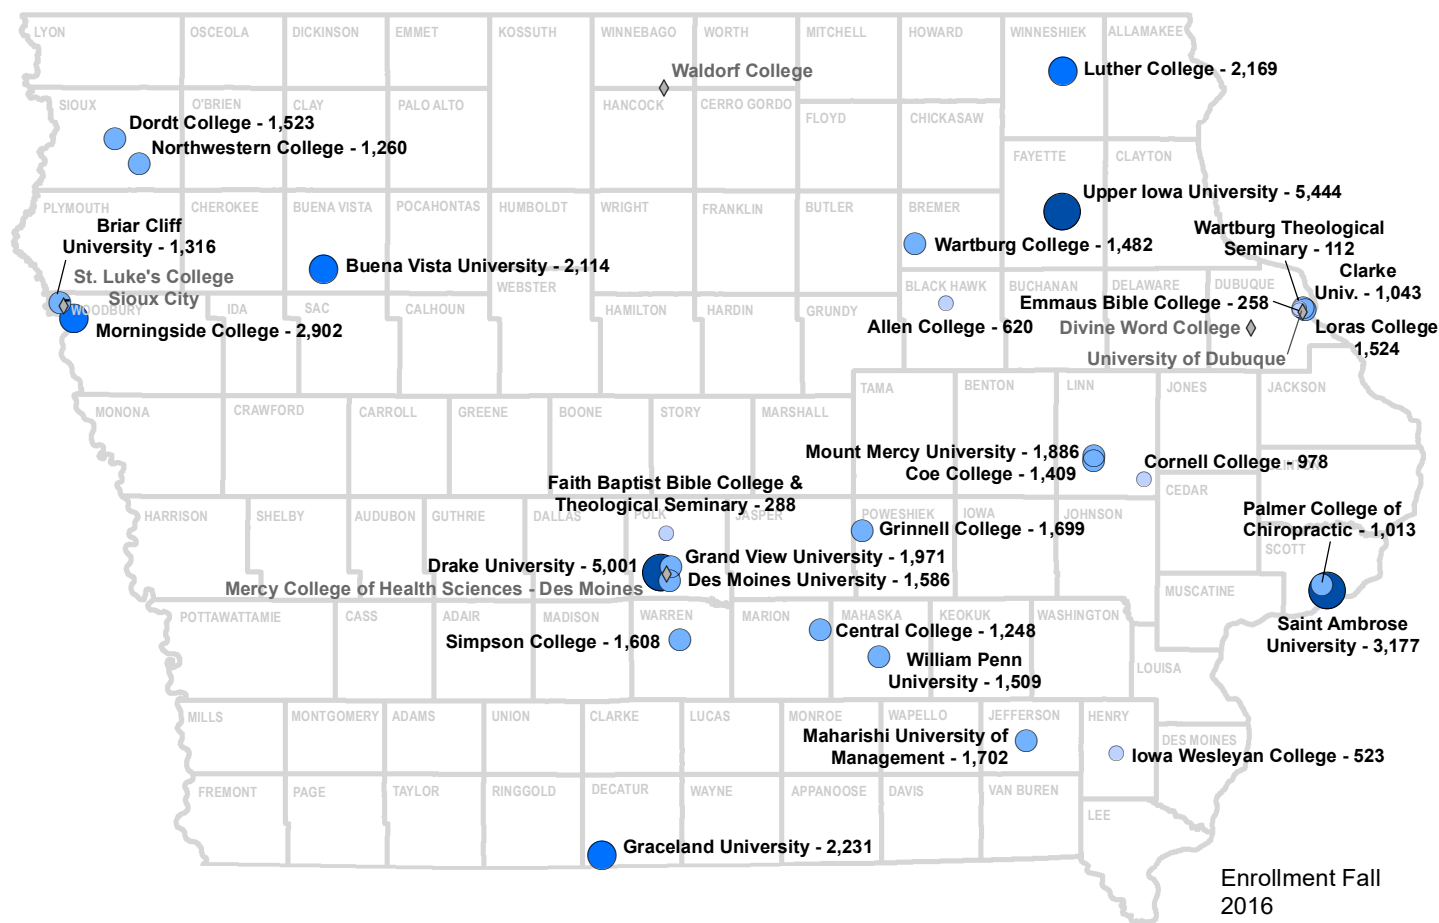 LYON
OSCEOLA
DICKINSON
EMMET
KOSSUTH
WINNEBAGO
WORTH
MITCHELL
HOWARD
WINNESHIEK
ALLAMAKEE
Waldorf College
Luther College - 2,169
SIOUX
O'BRIEN
CLAY
PALO ALTO
HANCOCK
CERRO GORDO
FLOYD
CHICKASAW
Dordt College - 1,523
Northwestern College - 1,260
FAYETTE
CLAYTON
Upper Iowa University - 5,444
PLYMOUTH
CHEROKEE
BUENA VISTA
POCAHONTAS
HUMBOLDT
WRIGHT
FRANKLIN
BUTLER
BREMER
Briar Cliff
University - 1,316
Wartburg College - 1,482
Wartburg Theological
Seminary - 112
Buena Vista University - 2,114
St. Luke's College
Sioux City
Clarke
Univ. - 1,043
WEBSTER
BLACK HAWK
BUCHANAN
DELAWARE
DUBUQUE
WOODBURY
IDA
SAC
CALHOUN
HAMILTON
HARDIN
GRUNDY
Emmaus Bible College - 258
Morningside College - 2,902
Allen College - 620
Divine Word College
Loras College
1,524
University of Dubuque
TAMA
BENTON
LINN
JONES
JACKSON
MONONA
CRAWFORD
CARROLL
GREENE
BOONE
STORY
MARSHALL
Mount Mercy University - 1,886
Coe College - 1,409
Cornell College - 978
CEDAR
Faith Baptist Bible College &
Theological Seminary - 288
HARRISON
SHELBY
AUDUBON
GUTHRIE
DALLAS
POLK
JASPER
POWESHIEK
IOWA
JOHNSON
Grinnell College - 1,699
Palmer College of
Chiropractic - 1,013
SCOTT
Drake University - 5,001
Grand View University - 1,971
Des Moines University - 1,586
Mercy College of Health Sciences - Des Moines
MUSCATINE
POTTAWATTAMIE
CASS
ADAIR
MADISON
WARREN
MARION
MAHASKA
KEOKUK
WASHINGTON
Simpson College - 1,608
Central College - 1,248
Saint Ambrose
University - 3,177
William Penn
University - 1,509
LOUISA
MILLS
MONTGOMERY
ADAMS
UNION
CLARKE
LUCAS
MONROE
WAPELLO
JEFFERSON
HENRY
DES MOINES
Maharishi University of
Management - 1,702
Iowa Wesleyan College - 523
FREMONT
PAGE
TAYLOR
RINGGOLD
DECATUR
WAYNE
APPANOOSE
DAVIS
VAN BUREN
LEE
Graceland University - 2,231
Enrollment Fall
2016